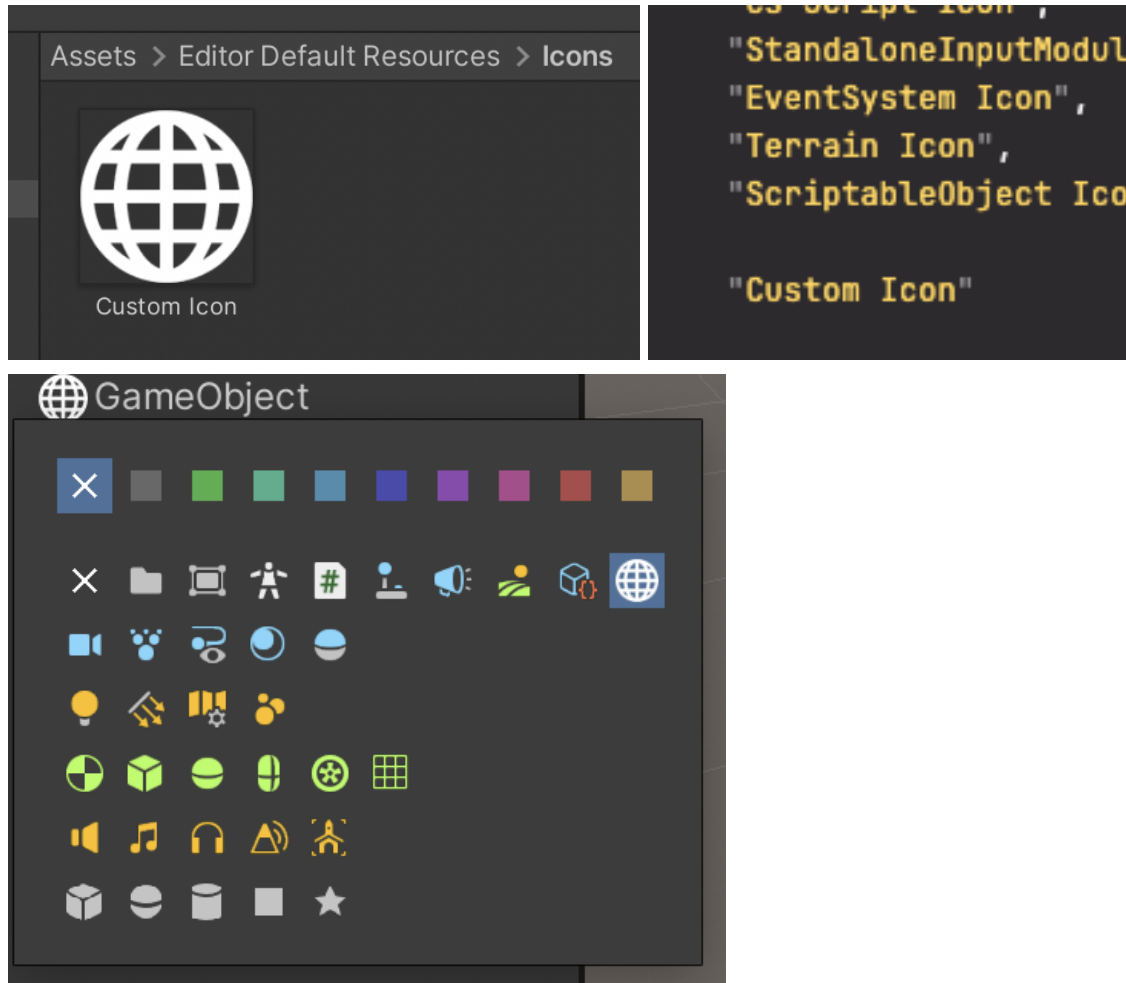 Assets > Editor Default Resources > Icons
Custom Icon
"StandaloneInputModul
"EventSystem Icon",
"Terrain Icon",
"ScriptableObject Ico
"Custom Icon"
GameObject